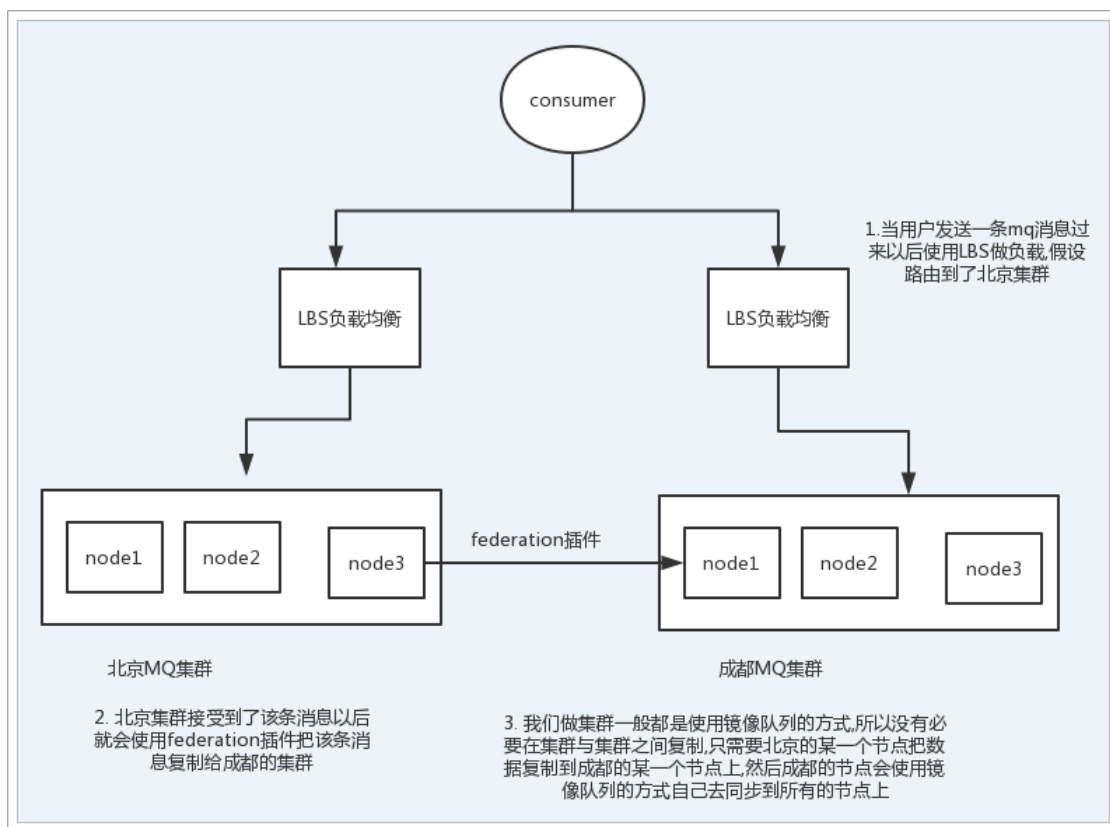 consumer
1.当用户发送一条mq消息过
来以后使用LBS做负载,假设
路由到了北京集群
LBS负载均衡
LBS负载均衡
federation插件
node1
node2
node3
node1
node2
node3
北京MQ集群
成都MQ集群
2. 北京集群接受到了该条消息以后
就会使用federation插件把该条消
息复制给成都的集群
3. 我们做集群一般都是使用镜像队列的方式,所以没有必
要在集群与集群之间复制,只需要北京的某一个节点把数
据复制到成都的某一个节点上,然后成都的节点会使用镜
像队列的方式自己去同步到所有的节点上